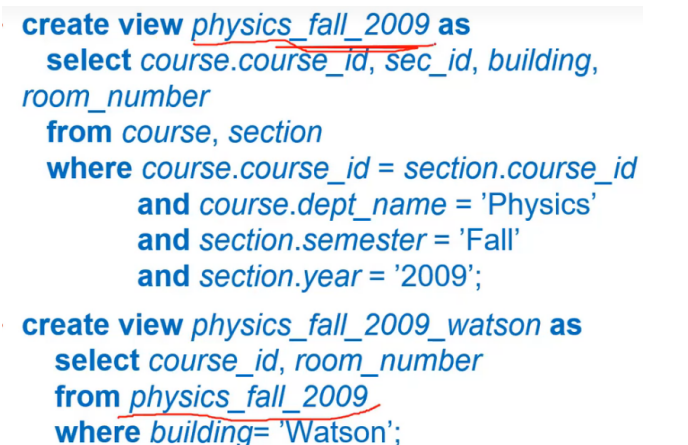 create view physics_fall_2009 as
select course.course_id, sec_id, building,
room_number
from course, section
where course.course_id = section.course_id
and course.dept_name = ’Physics’
and section.semester = ’Fall’
and section.year = ’2009’;
create view physics_fall_2009_watson as
select course_id, room_number
from physics_fall_2009
where building= ’Watson’;